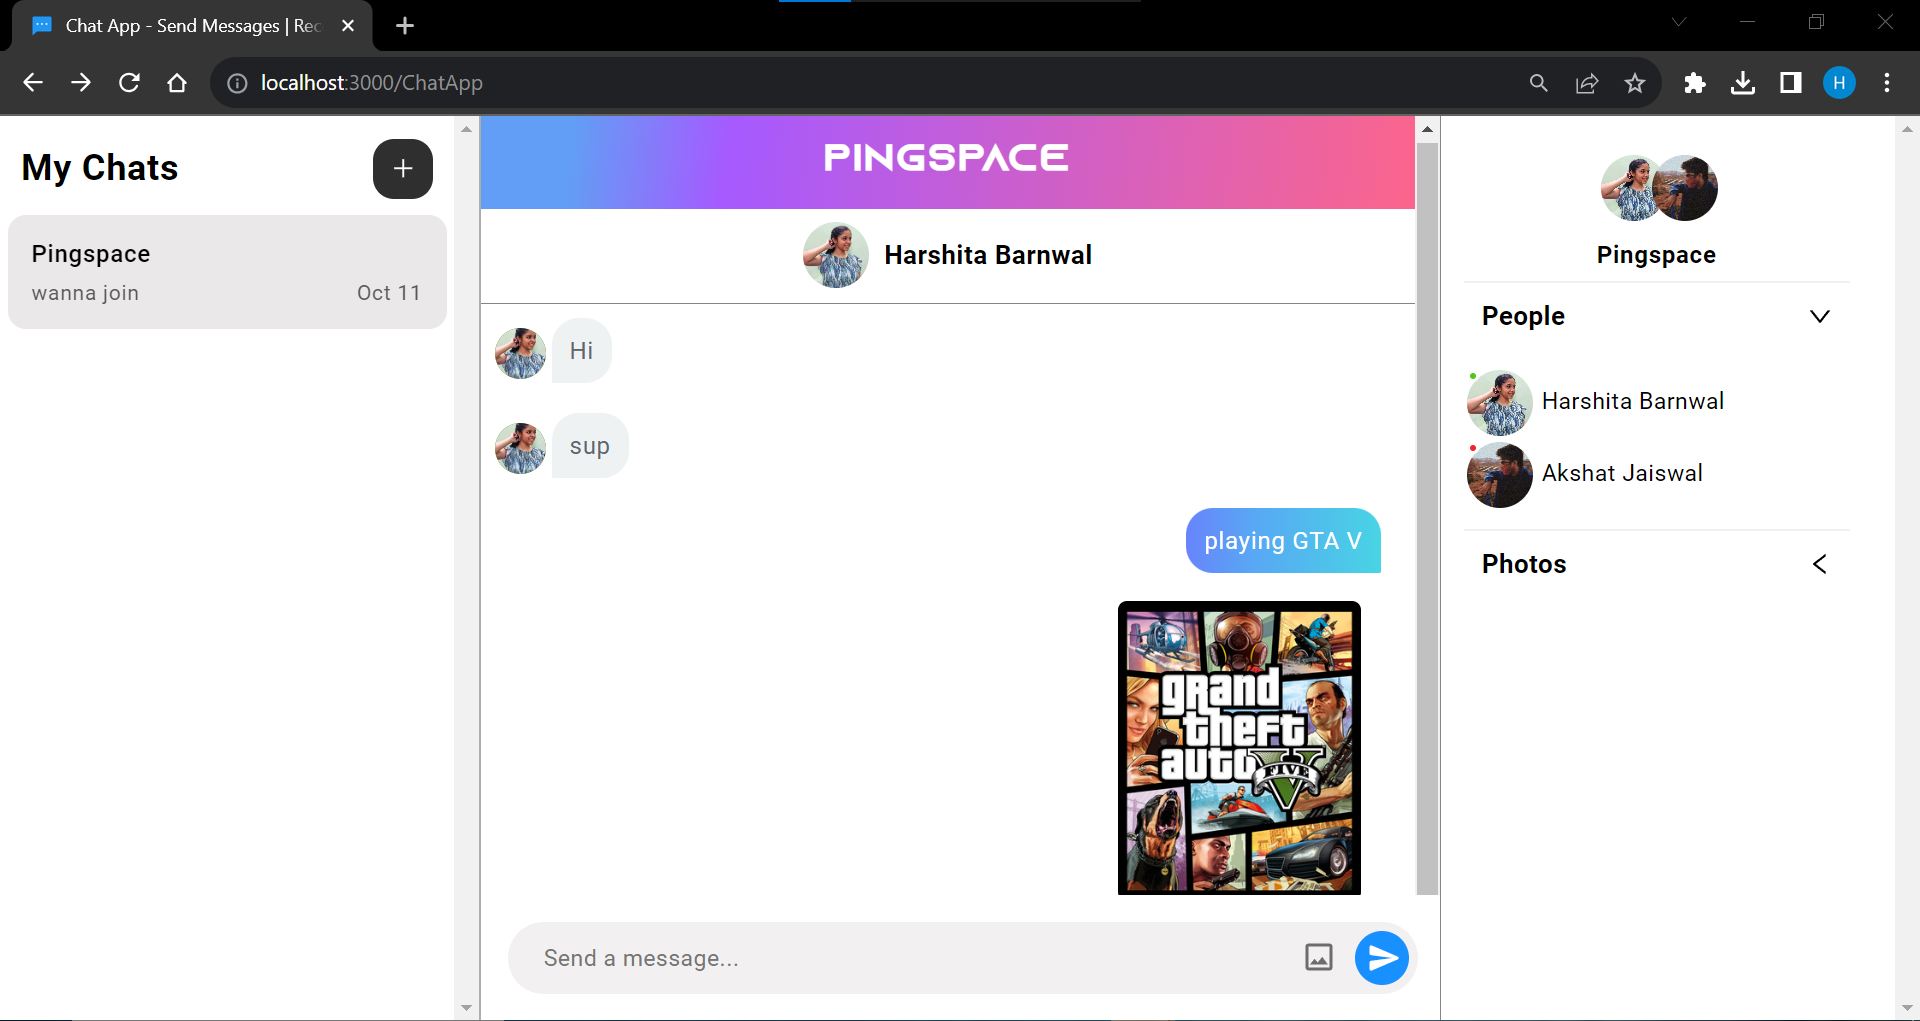 Chat App - Send Messages | Rec
localhost:3000/ChatApp
H
My Chats
Pingspace
wanna join
Oct 11
PINGSPACE
Harshita Barnwal
Hi
sup
playing GTA V
grand
theft
auto
FIVE
V
Send a message...
Pingspace
People
Harshita Barnwal
Akshat Jaiswal
Photos